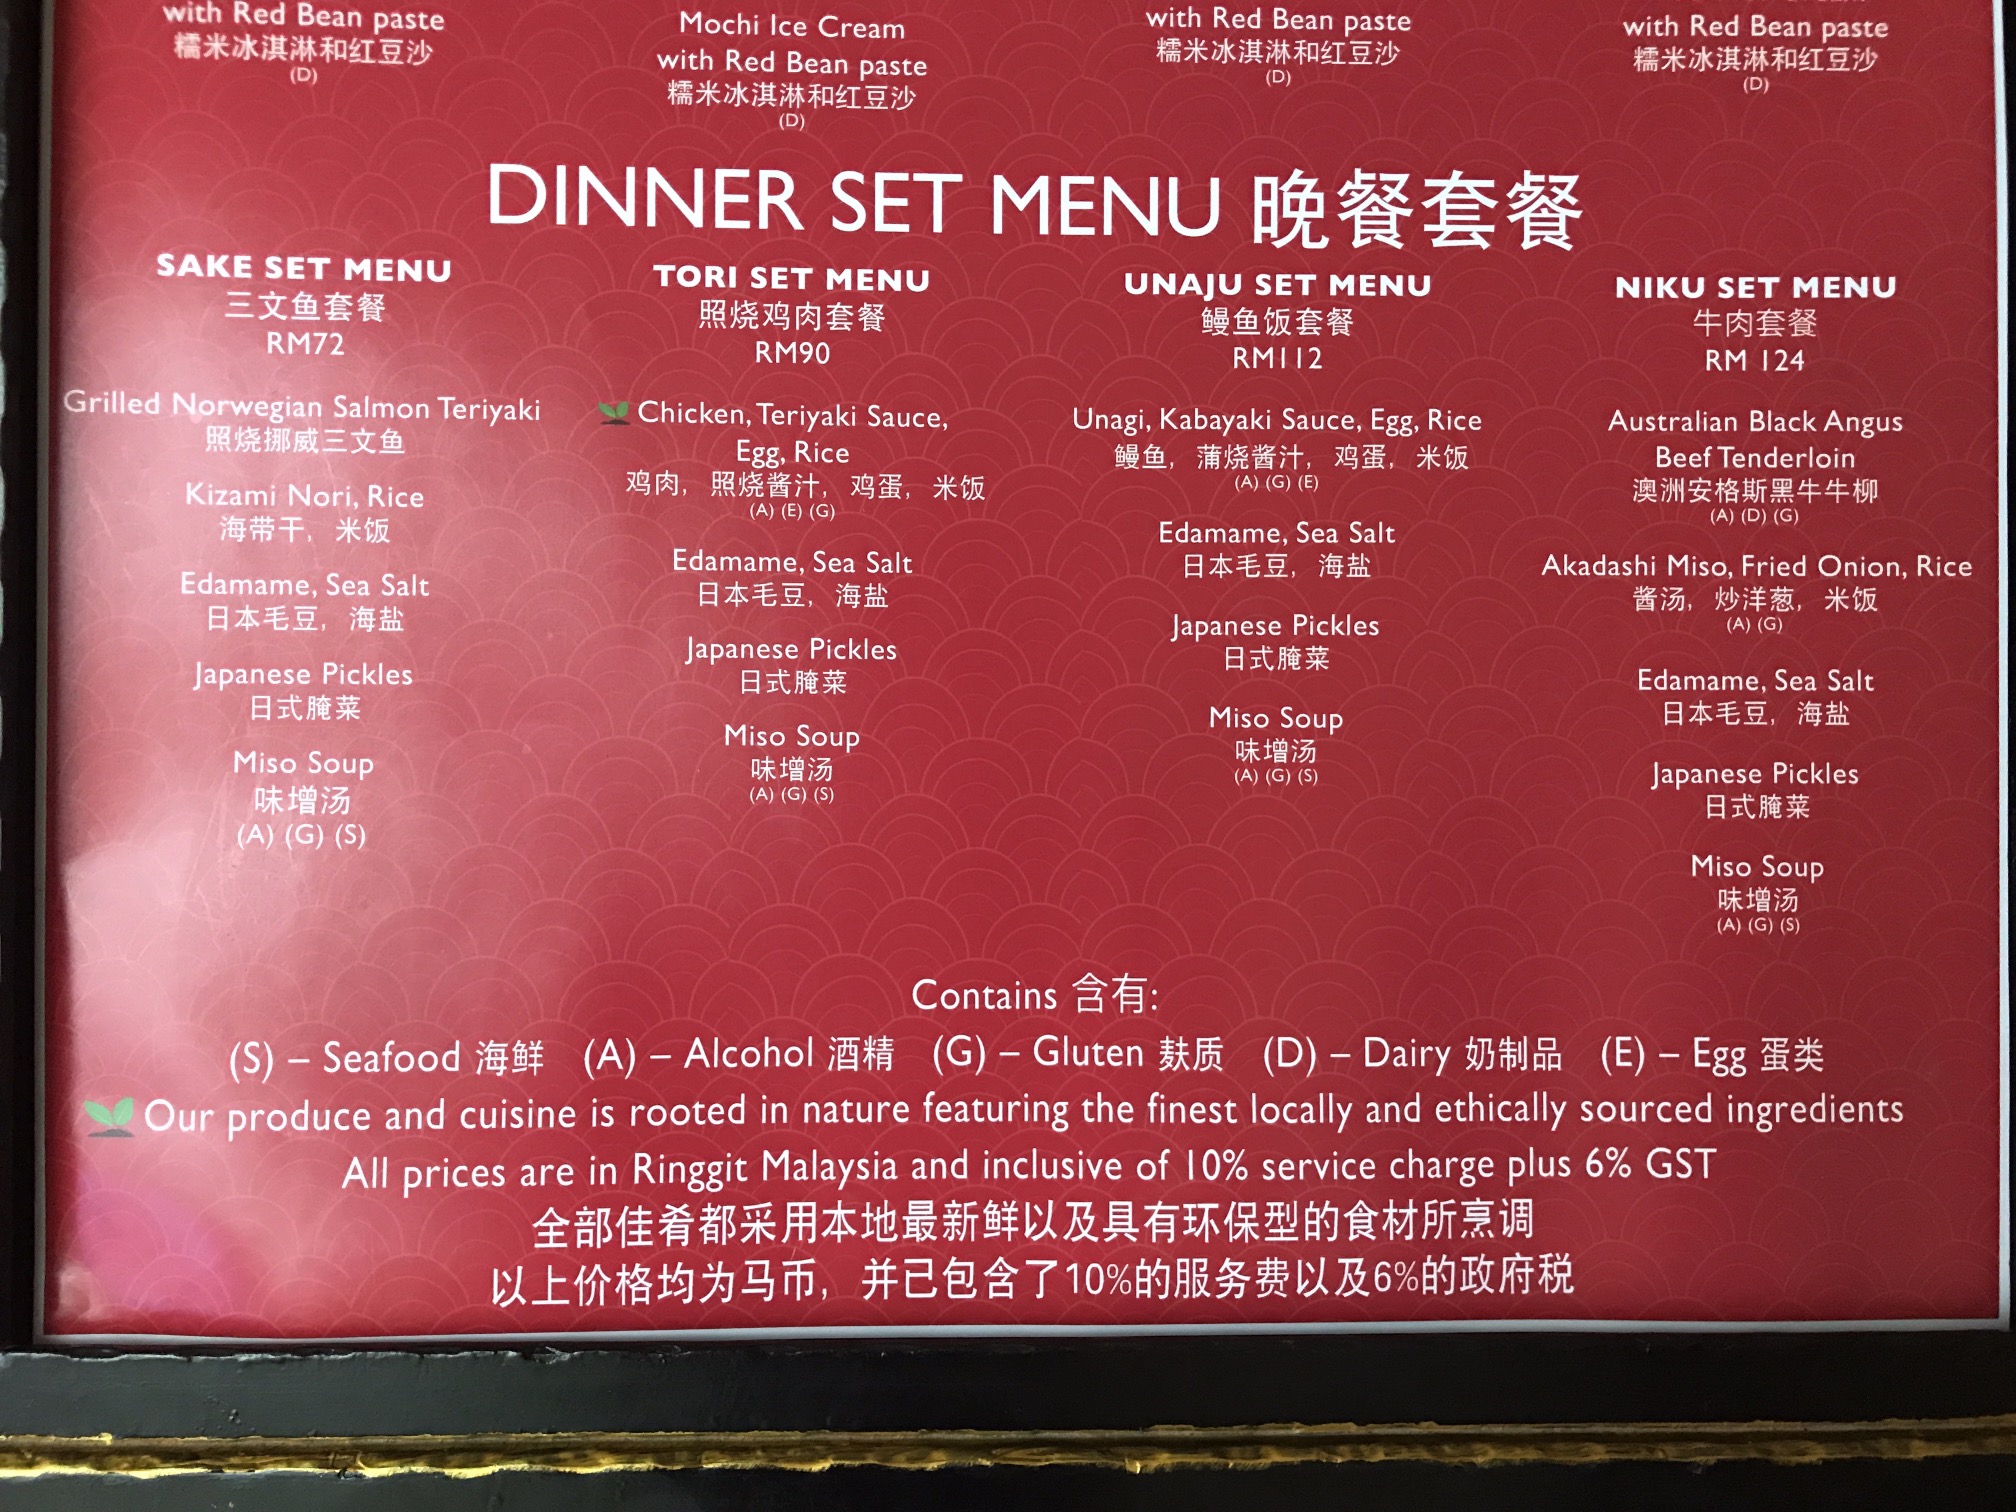 with Red Bean paste
糯米冰淇淋和红豆沙
(D)
Mochi Ice Cream
with Red Bean paste
糯米冰淇淋和红豆沙
(D)
with Red Bean paste
糯米冰淇淋和红豆沙
(D)
with Red Bean paste
糯米冰淇淋和红豆沙
(D)
DINNER SET MENU 晚餐套餐
SAKE SET MENU
三文鱼套餐
RM72
Grilled Norwegian Salmon Teriyaki
照烧挪威三文鱼
Kizami Nori, Rice
海带干，米饭
Edamame, Sea Salt
日本毛豆，海盐
Japanese Pickles
日式腌菜
Miso Soup
味增汤
(A) (G) (S)
TORI SET MENU
照烧鸡肉套餐
RM90
Chicken, Teriyaki Sauce,
Egg, Rice
鸡肉，照烧酱汁，鸡蛋，米饭
(A) (E) (G)
Edamame, Sea Salt
日本毛豆，海盐
Japanese Pickles
日式腌菜
Miso Soup
味增汤
(A) (G) (S)
UNAJU SET MENU
鳗鱼饭套餐
RM112
Unagi, Kabayaki Sauce, Egg, Rice
鳗鱼，蒲烧酱汁，鸡蛋，米饭
(A) (G) (E)
Edamame, Sea Salt
日本毛豆，海盐
Japanese Pickles
日式腌菜
Miso Soup
味增汤
(A) (G) (S)
NIKU SET MENU
牛肉套餐
RM 124
Australian Black Angus
Beef Tenderloin
澳洲安格斯黑牛牛柳
(A) (D) (G)
Akadashi Miso, Fried Onion, Rice
酱汤，炒洋葱，米饭
(A) (G)
Edamame, Sea Salt
日本毛豆，海盐
Japanese Pickles
日式腌菜
Miso Soup
味增汤
(A) (G) (S)
Contains 含有:
(S) – Seafood 海鲜 (A) – Alcohol 酒精 (G) – Gluten 麸质 (D) – Dairy 奶制品 (E) – Egg 蛋类
Our produce and cuisine is rooted in nature featuring the finest locally and ethically sourced ingredients
All prices are in Ringgit Malaysia and inclusive of 10% service charge plus 6% GST
全部佳肴都采用本地最新鲜以及具有环保型的食材所烹调
以上价格均为马币，并已包含了10%的服务费以及6%的政府税